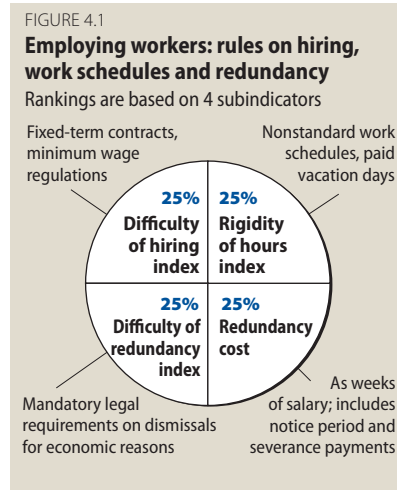 FIGURE 4.1
Employing workers: rules on hiring,
work schedules and redundancy
Rankings are based on 4 subindicators
Fixed-term contracts,
minimum wage
regulations
Nonstandard work
schedules, paid
vacation days
25%
Difficulty
of hiring
index
25%
Rigidity
of hours
index
25%
Difficulty of
redundancy
index
25%
Redundancy
cost
Mandatory legal
requirements on dismissals
for economic reasons
As weeks
of salary; includes
notice period and
severance payments